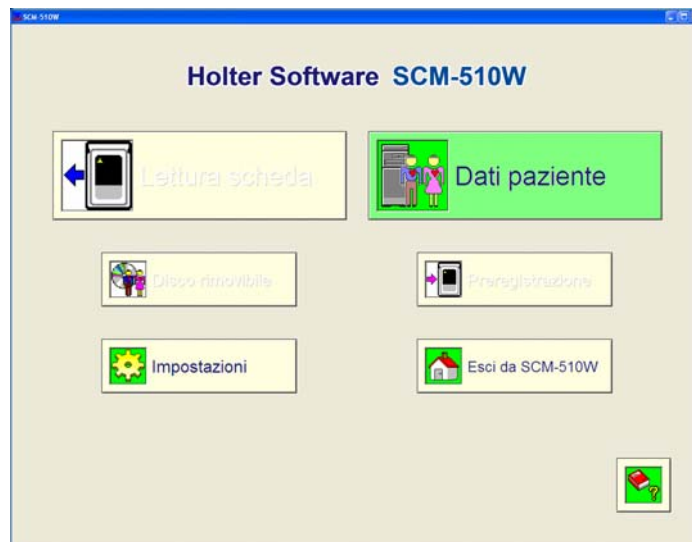 SCM-510W
Holter Software SCM-510W
Lettura scheda
Dati paziente
Disco rimovibile
Preregistrazione
Impostazioni
Esci da SCM-510W
?